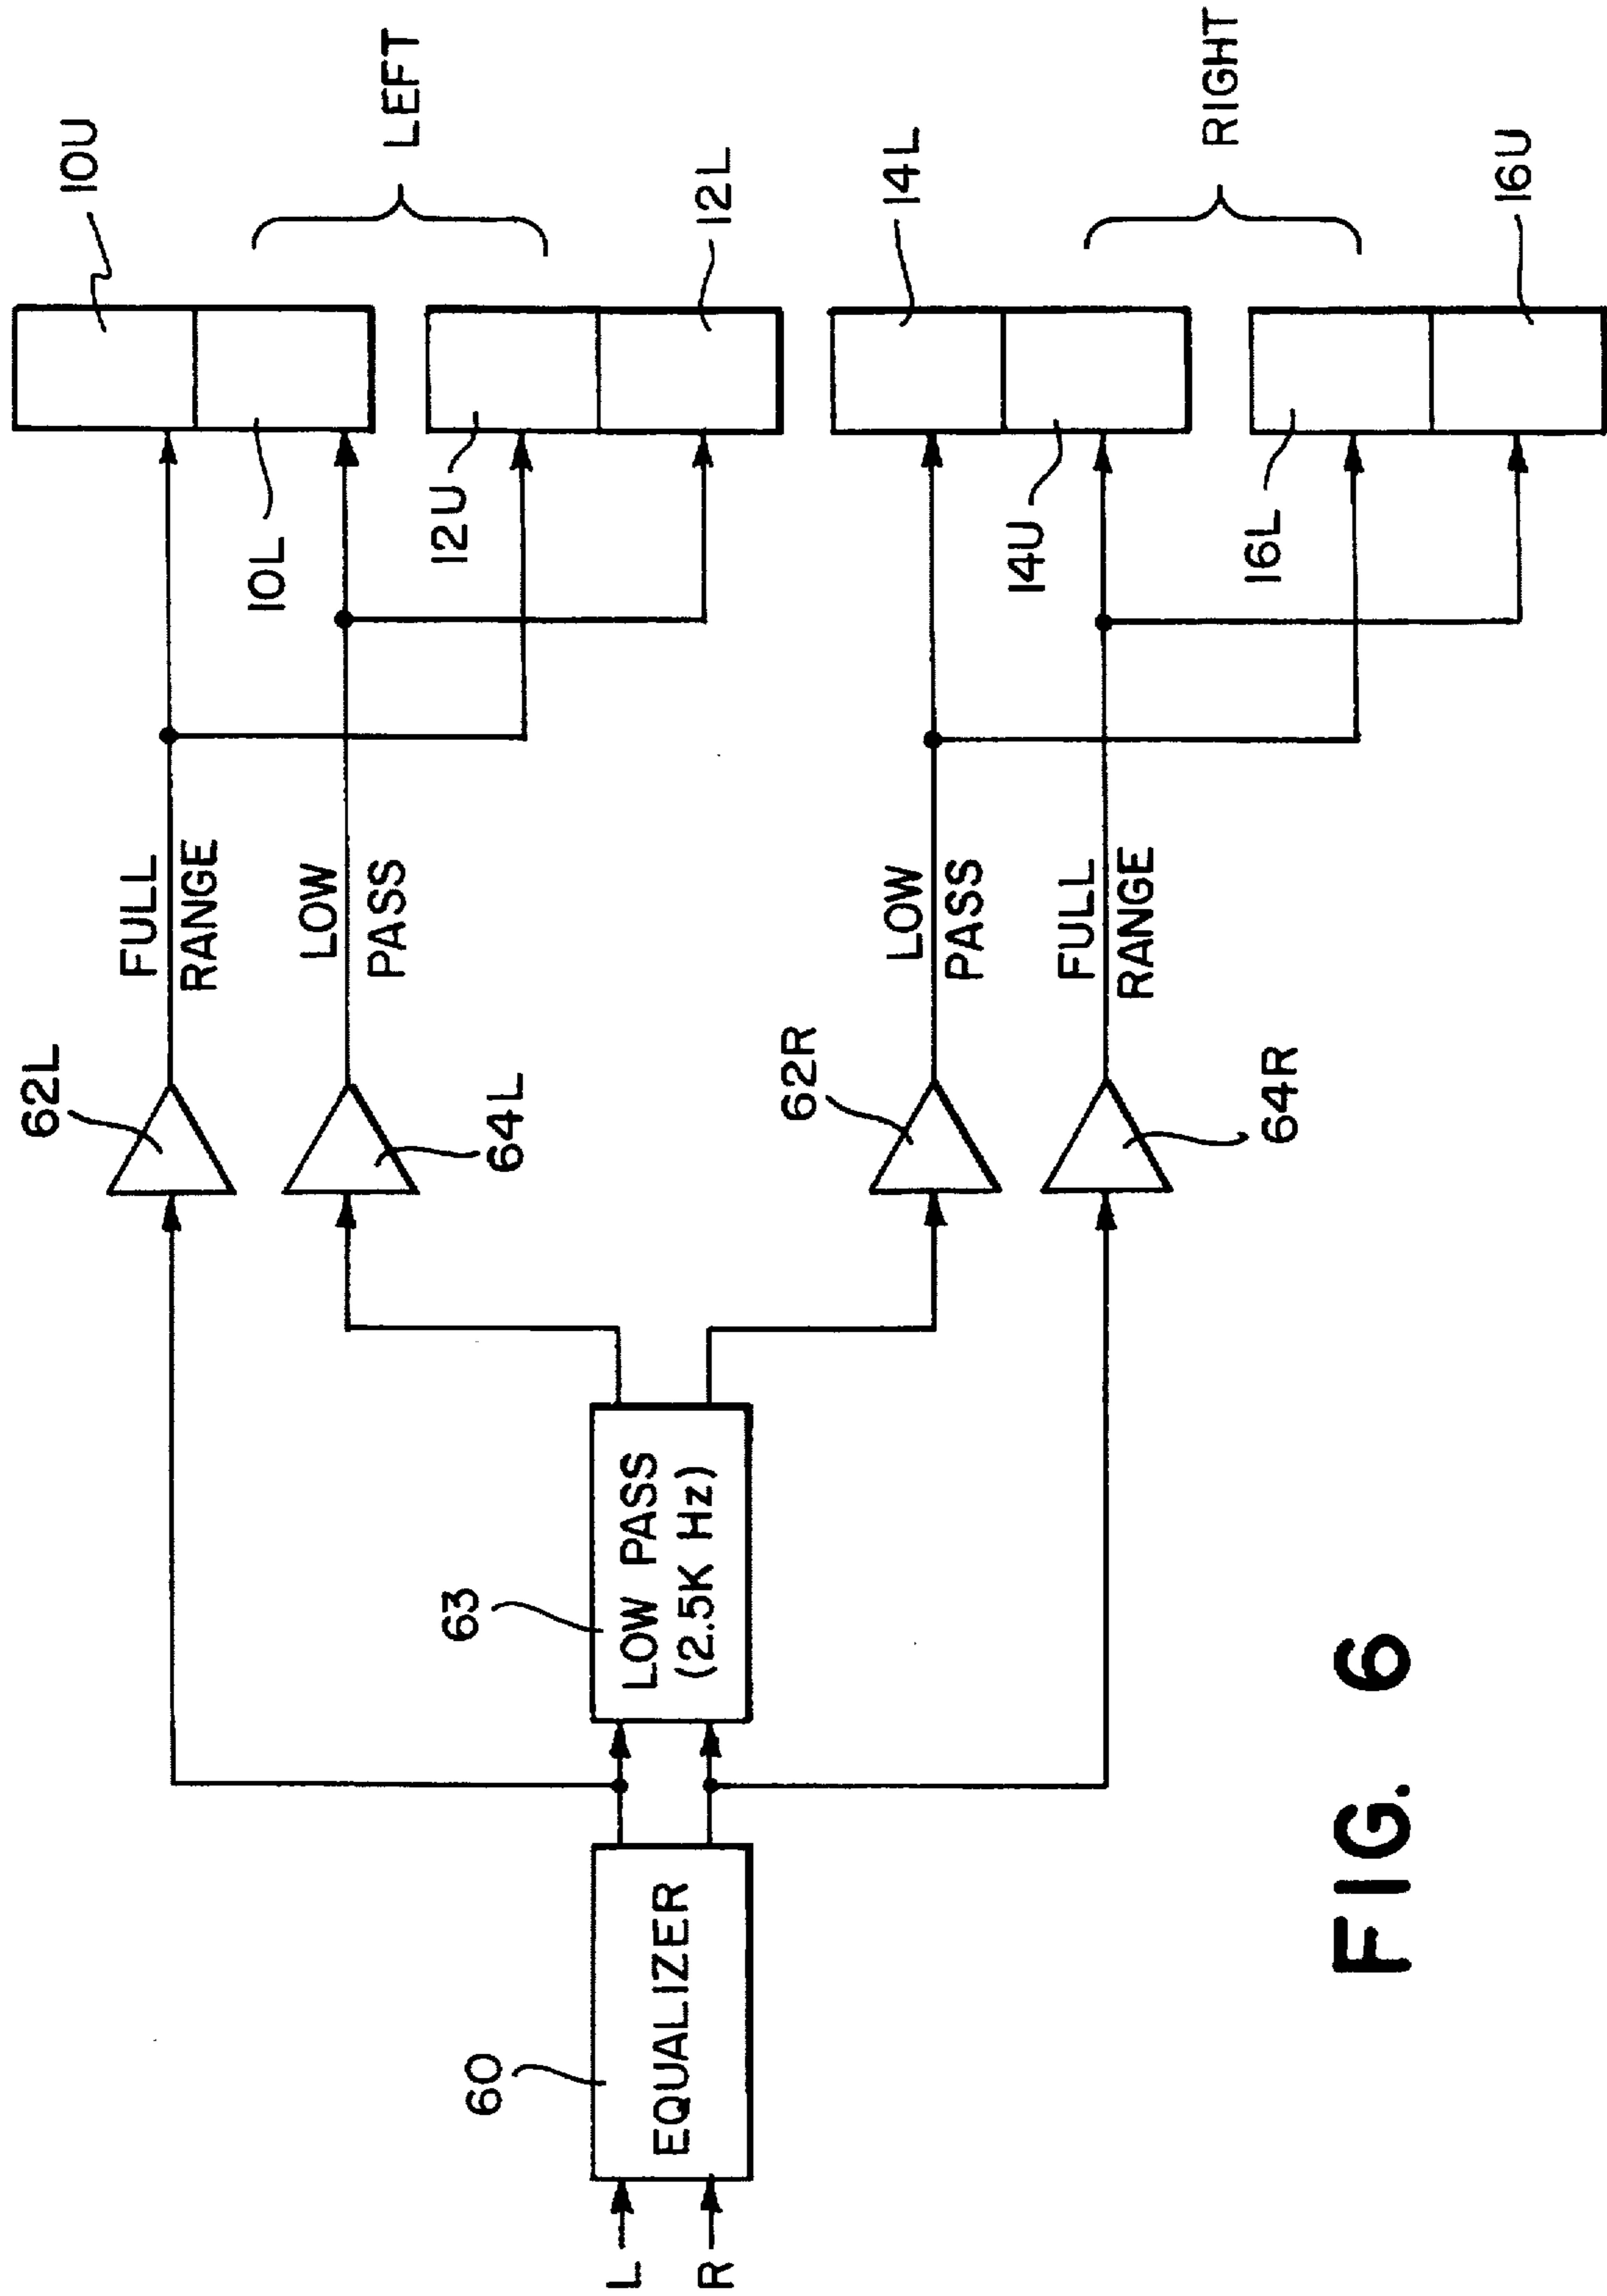 L
R
60
EQUALIZER
63
LOW PASS
(2.5K Hz)
62L
64L
62R
64R
FULL
RANGE
LOW
PASS
LOW
PASS
FULL
RANGE
10U
10L
12U
12L
14L
14U
16L
16U
LEFT
RIGHT
FIG. 6